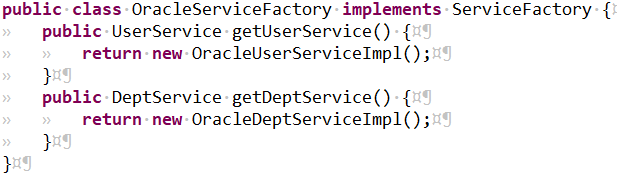 public class OracleServiceFactory implements ServiceFactory {
public UserService getUserService() {
return new OracleUserServiceImpl();
}
public DeptService getDeptService() {
return new OracleDeptServiceImpl();
}
}